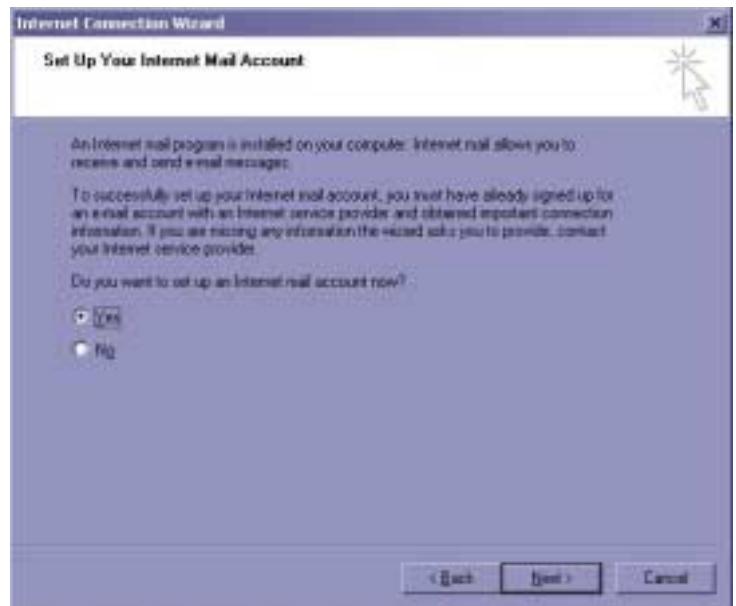 Internet Connection Wizard
Set Up Your Internet Mail Account
An Internet mail program is installed on your computer. Internet mail allows you to
receive and send e-mail messages.
To successfully set up your Internet mail account, you must have already signed up for
an e-mail account with an Internet service provider and obtained important connection
information. If you are missing any information the wizard asks you to provide, contact
your Internet service provider.
Do you want to set up an Internet mail account now?
Yes
No
< Back Next > Cancel